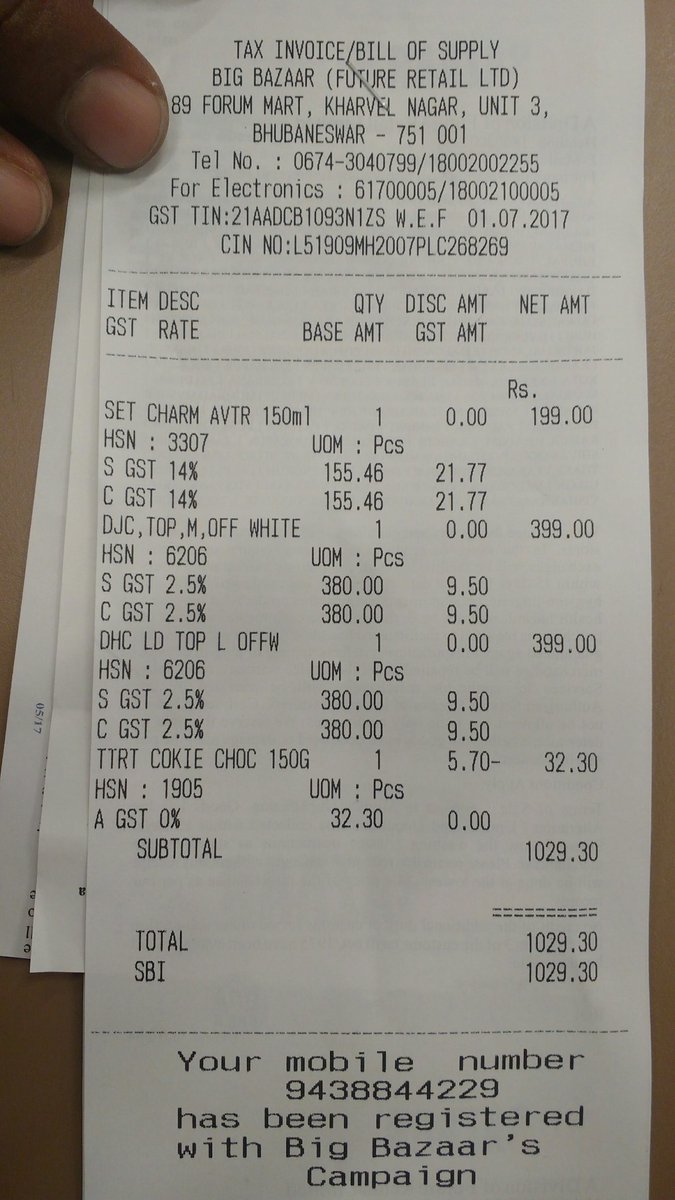 TAX INVOICE/BILL OF SUPPLY
BIG BAZAAR (FUTURE RETAIL LTD)
89 FORUM MART, KHARVEL NAGAR, UNIT 3,
BHUBANESWAR - 751 001
Tel No. : 0674-3040799/18002002255
For Electronics : 61700005/18002100005
GST TIN:21AADCB1093N1ZS W.E.F 01.07.2017
CIN NO:L51909MH2007PLC268269
ITEM DESC QTY DISC AMT NET AMT
GST RATE BASE AMT GST AMT
Rs.
SET CHARM AVTR 150ml 1 0.00 199.00
HSN : 3307 UOM : Pcs
S GST 14% 155.46 21.77
C GST 14% 155.46 21.77
DJC,TOP,M,OFF WHITE 1 0.00 399.00
HSN : 6206 UOM : Pcs
S GST 2.5% 380.00 9.50
C GST 2.5% 380.00 9.50
DHC LD TOP L OFFW 1 0.00 399.00
HSN : 6206 UOM : Pcs
S GST 2.5% 380.00 9.50
C GST 2.5% 380.00 9.50
TTRT COKIE CHOC 150G 1 5.70- 32.30
HSN : 1905 UOM : Pcs
A GST 0% 32.30 0.00
SUBTOTAL 1029.30
TOTAL 1029.30
SBI 1029.30
Your mobile number
9438844229
has been registered
with Big Bazaar's
Campaign
05/17